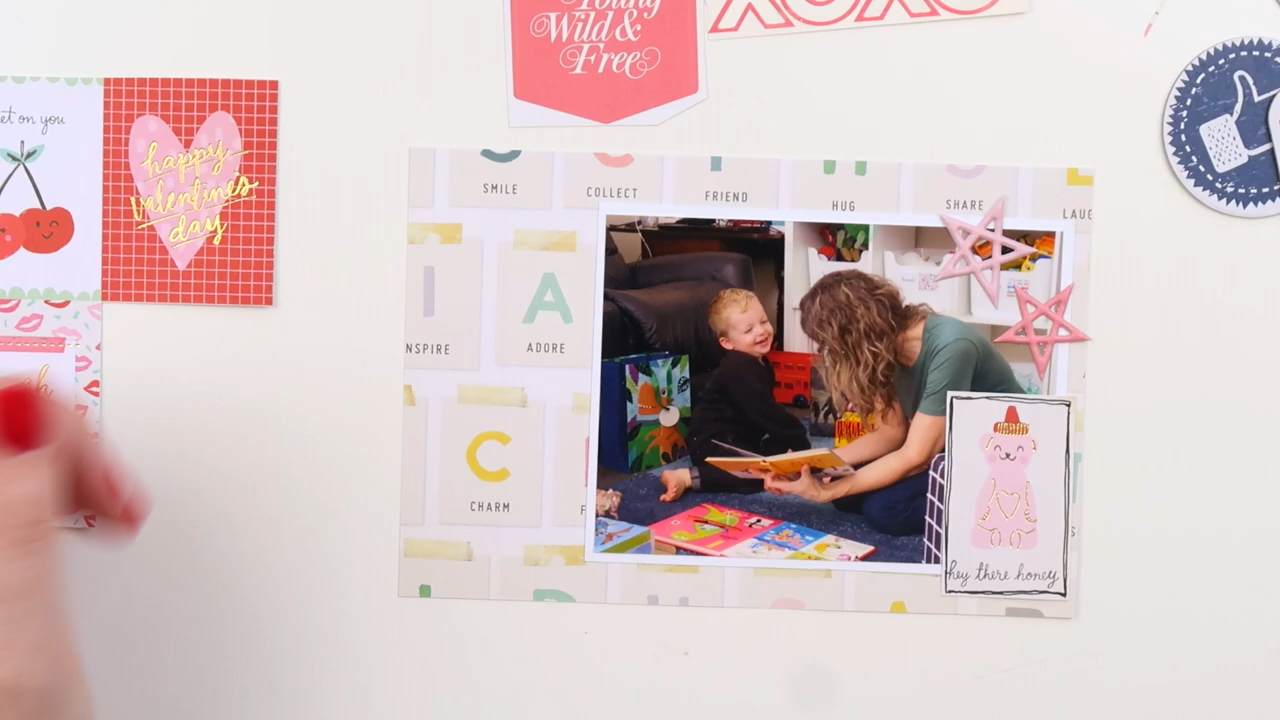 Young
Wild &
Free
XOXO
et on you
happy
valentines
day
SMILE
COLLECT
FRIEND
HUG
SHARE
LAUG
I
A
NSPIRE
ADORE
C
CHARM
F
hey there honey